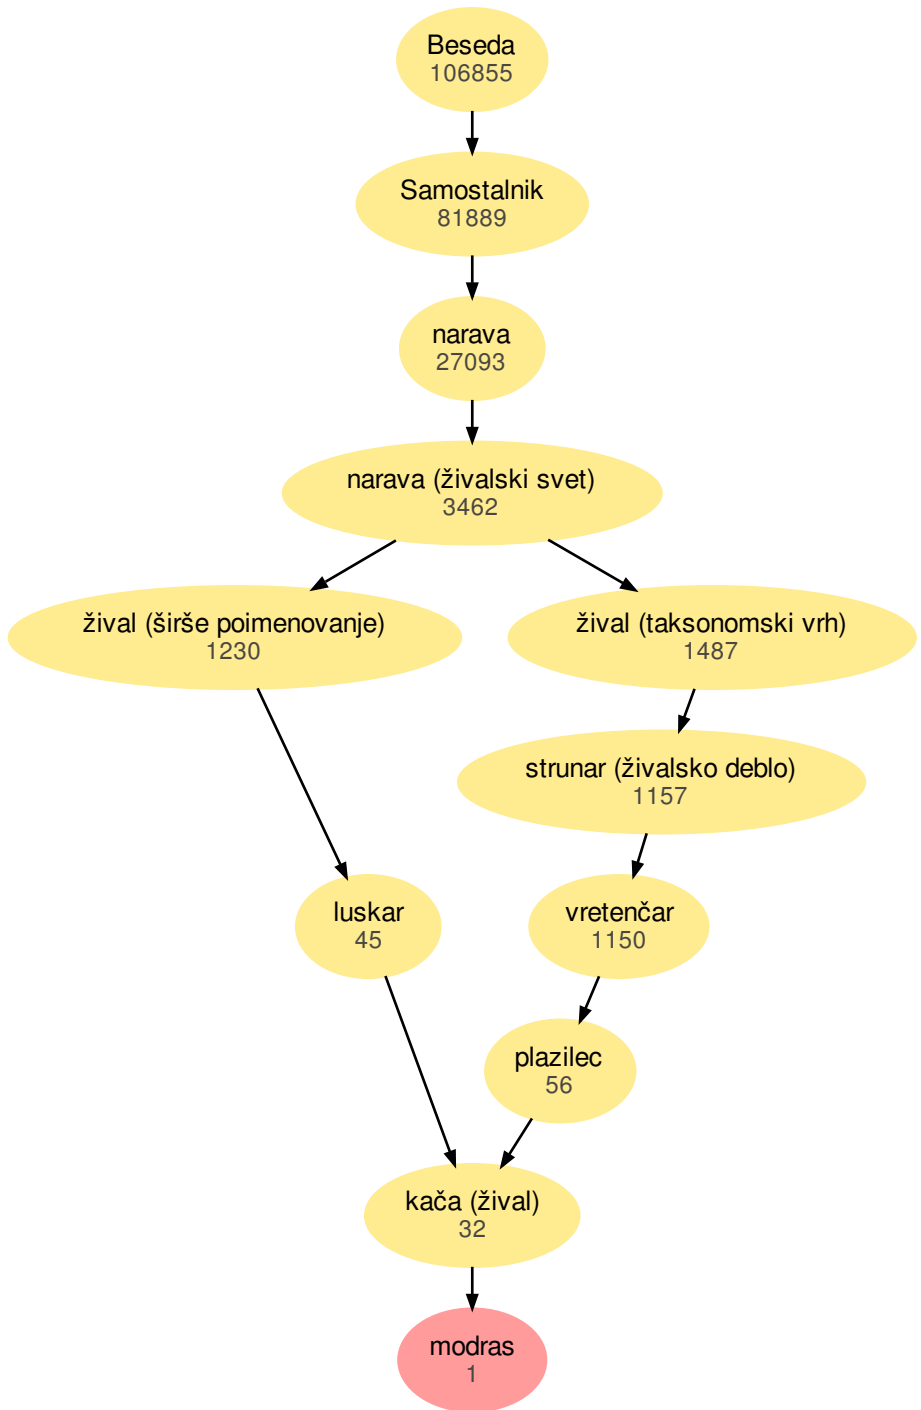 Beseda
106855
Samostalnik
81889
narava
27093
narava (živalski svet)
3462
žival (širše poimenovanje)
1230
žival (taksonomski vrh)
1487
strunar (živalsko deblo)
1157
luskar
45
vretenčar
1150
plazilec
56
kača (žival)
32
modras
1